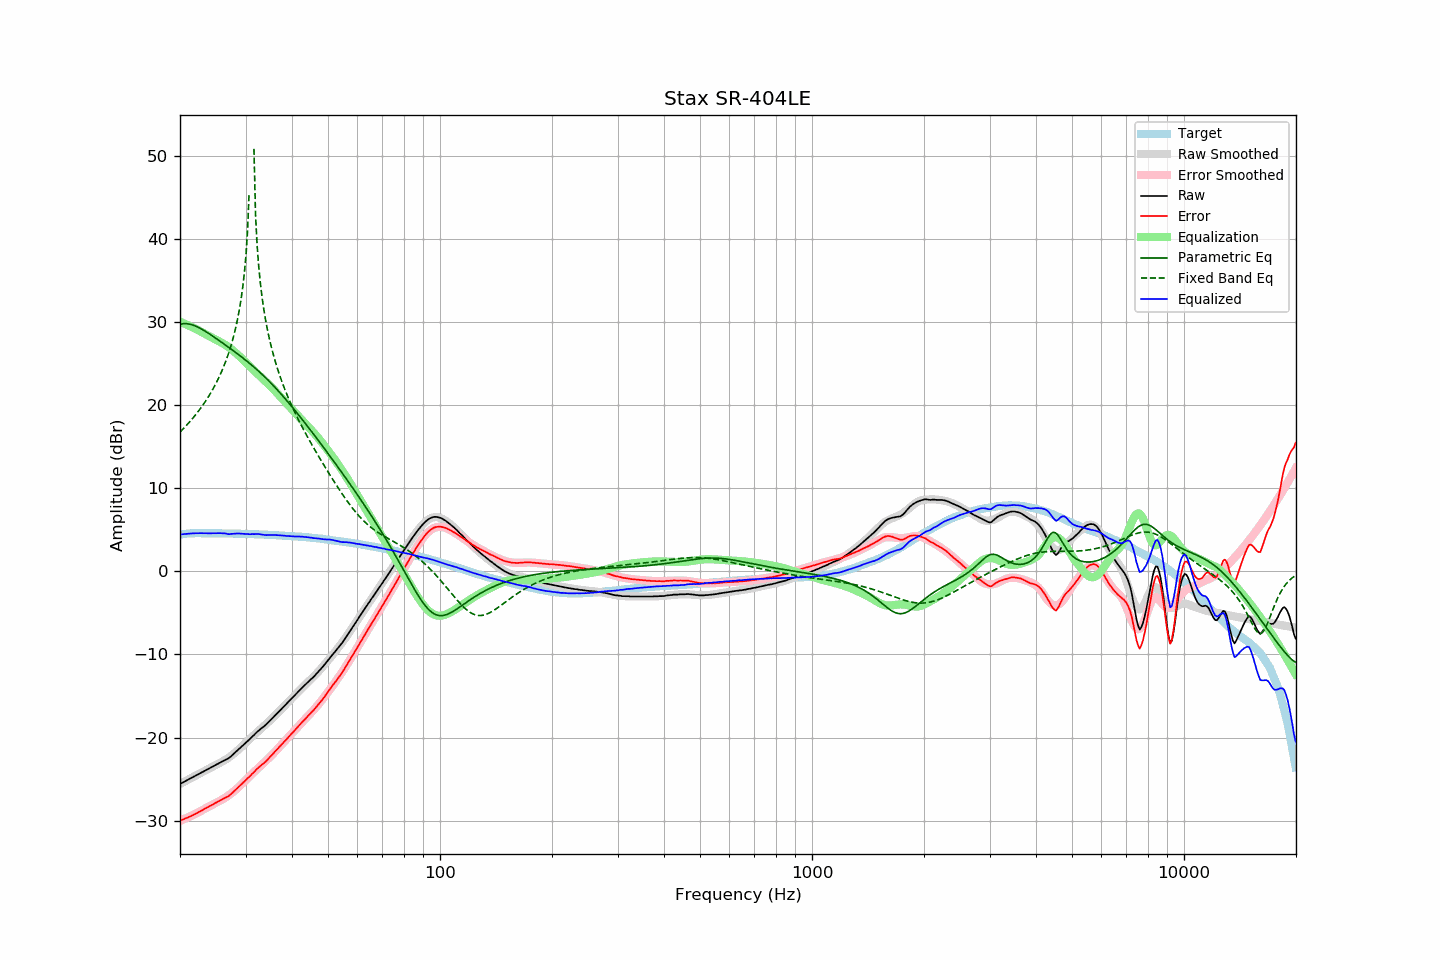 Stax SR-404LE
Amplitude (dBr)
50
40
30
20
10
0
−10
−20
−30
Target
Raw Smoothed
Error Smoothed
Raw
Error
Equalization
Parametric Eq
Fixed Band Eq
Equalized
100
1000
10000
Frequency (Hz)